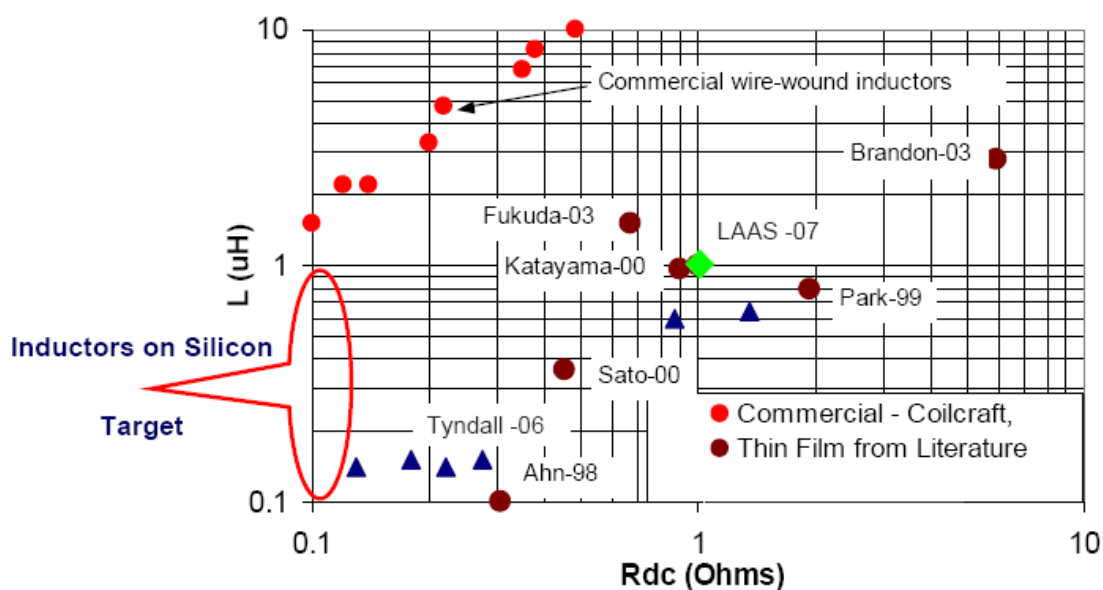 10
Commercial wire-wound inductors
Brandon-03
Fukuda-03
LAAS -07
L (uH)
1
Katayama-00
Park-99
Inductors on Silicon
Sato-00
Target
Tyndall -06
Commercial - Coilcraft,
Thin Film from Literature
Ahn-98
0.1
0.1
1
10
Rdc (Ohms)